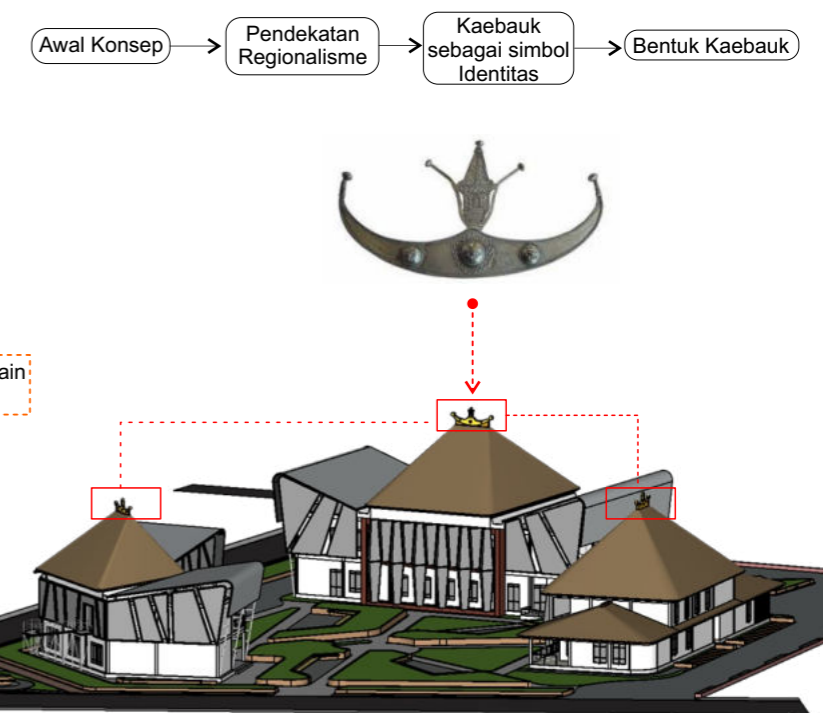 Awal Konsep
Pendekatan
Regionalisme
Kaebauk
sebagai simbol
Identitas
Bentuk Kaebauk
ain